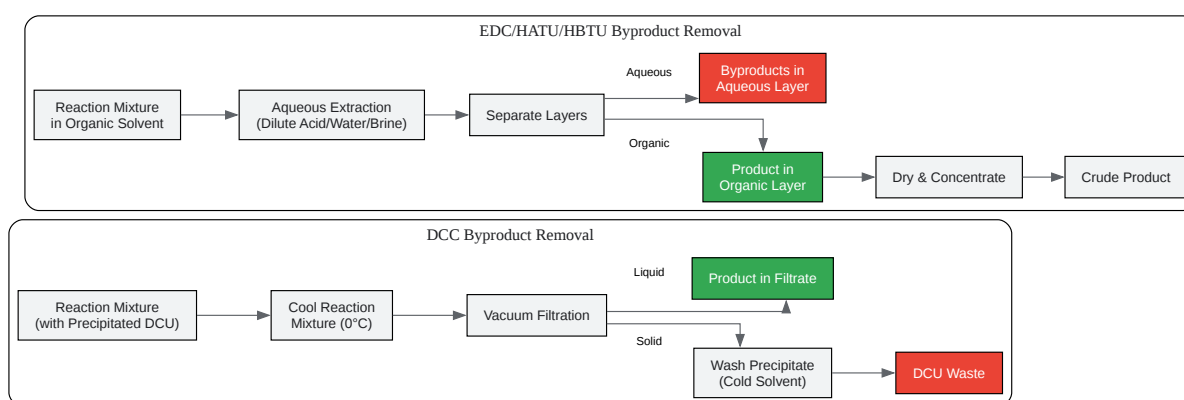 EDC/HATU/HBTU Byproduct Removal
Reaction Mixture
in Organic Solvent
Aqueous Extraction
(Dilute Acid/Water/Brine)
Separate Layers
Aqueous
Byproducts in
Aqueous Layer
Organic
Product in
Organic Layer
Dry & Concentrate
Crude Product
DCC Byproduct Removal
Reaction Mixture
(with Precipitated DCU)
Cool Reaction
Mixture (0°C)
Vacuum Filtration
Liquid
Product in Filtrate
Solid
Wash Precipitate
(Cold Solvent)
DCU Waste